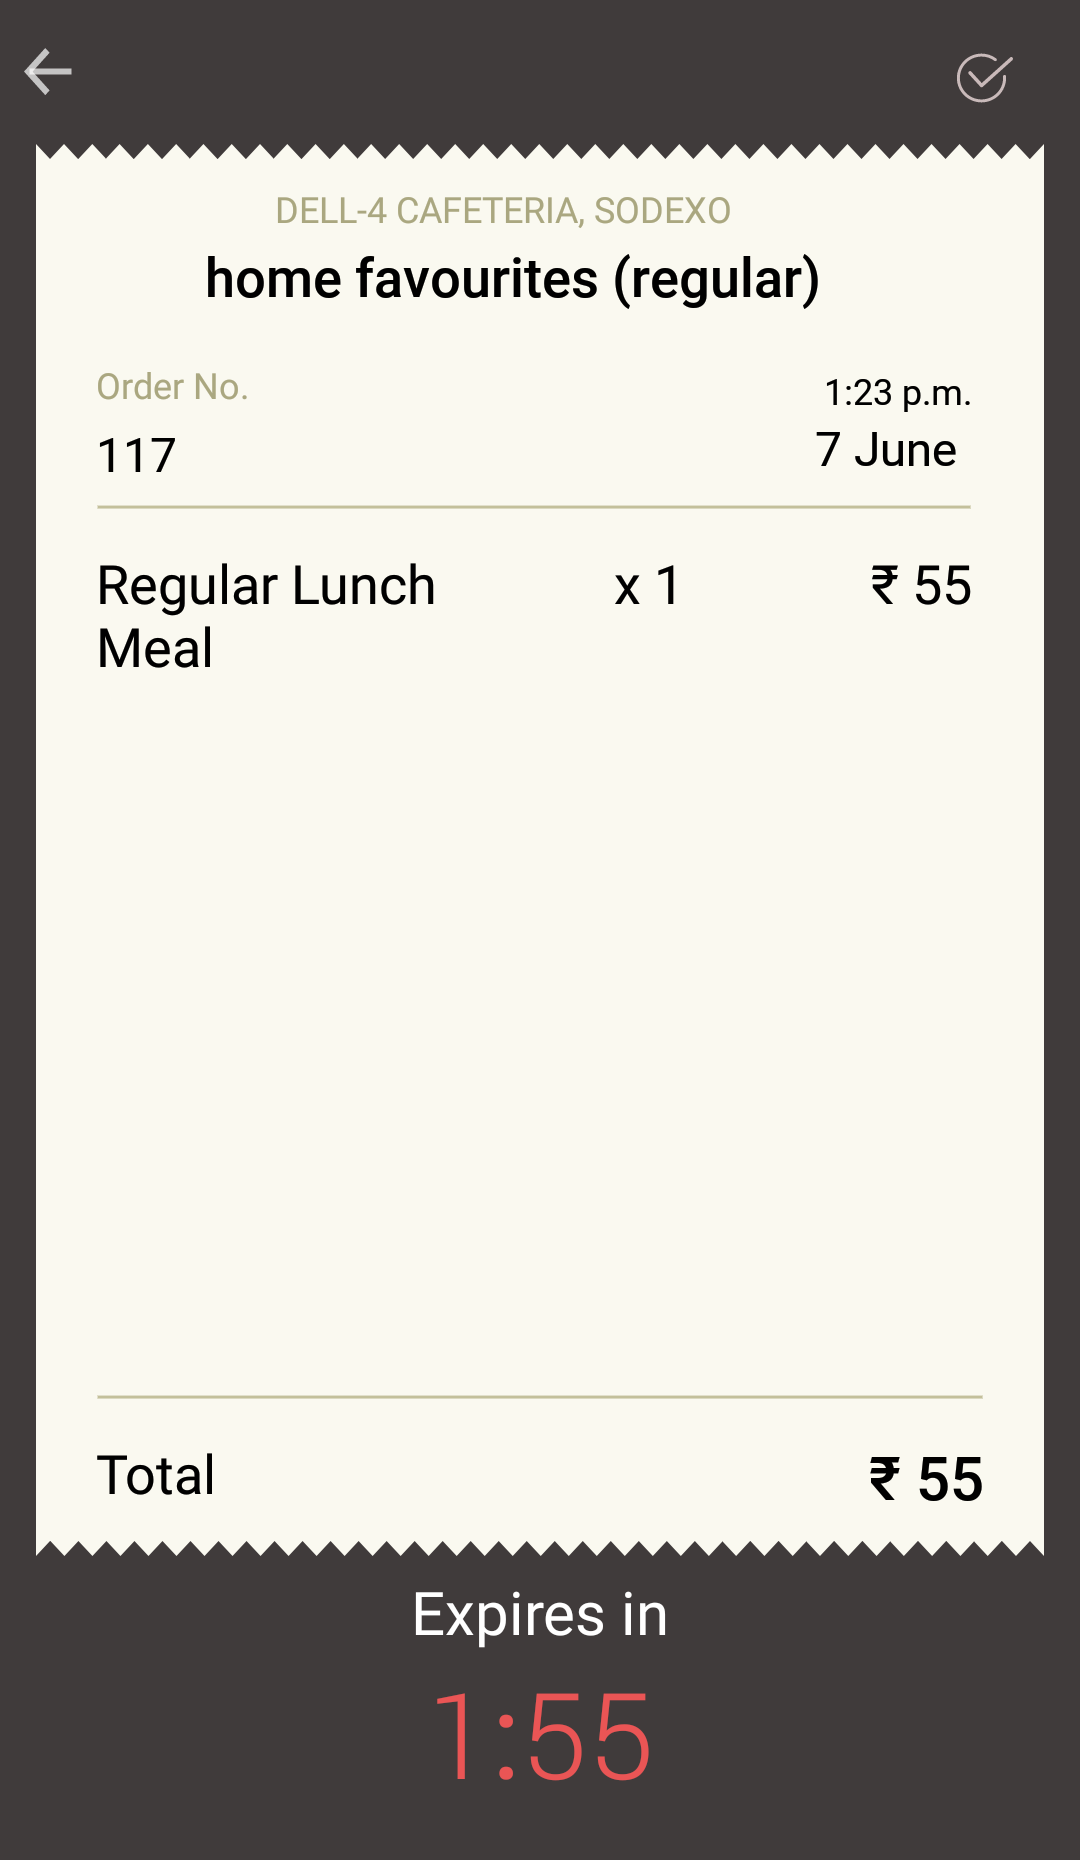 DELL-4 CAFETERIA, SODEXO
home favourites (regular)
Order No.
1:23 p.m.
117
7 June
Regular Lunch x 1 ₹ 55
Meal
Total ₹ 55
Expires in
1:55